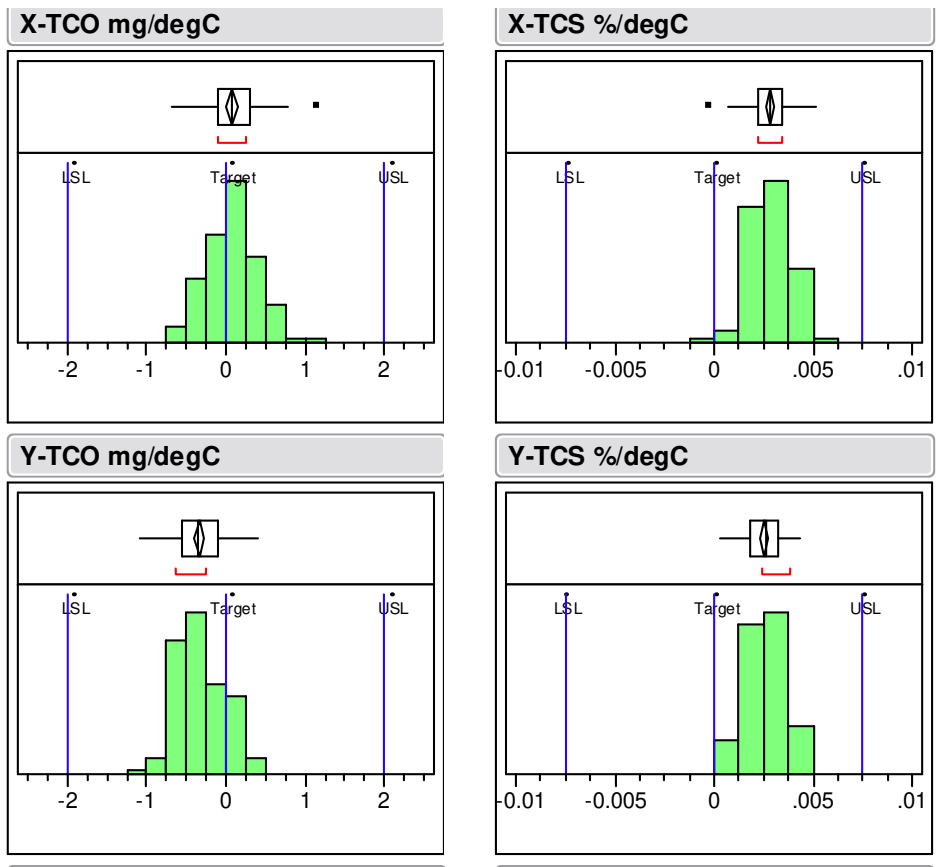 X-TCO mg/degC
LSL Target USL
-2 -1 0 1 2
X-TCS %/degC
LSL Target USL
-0.01 -0.005 0 .005 .01
Y-TCO mg/degC
LSL Target USL
-2 -1 0 1 2
Y-TCS %/degC
LSL Target USL
-0.01 -0.005 0 .005 .01